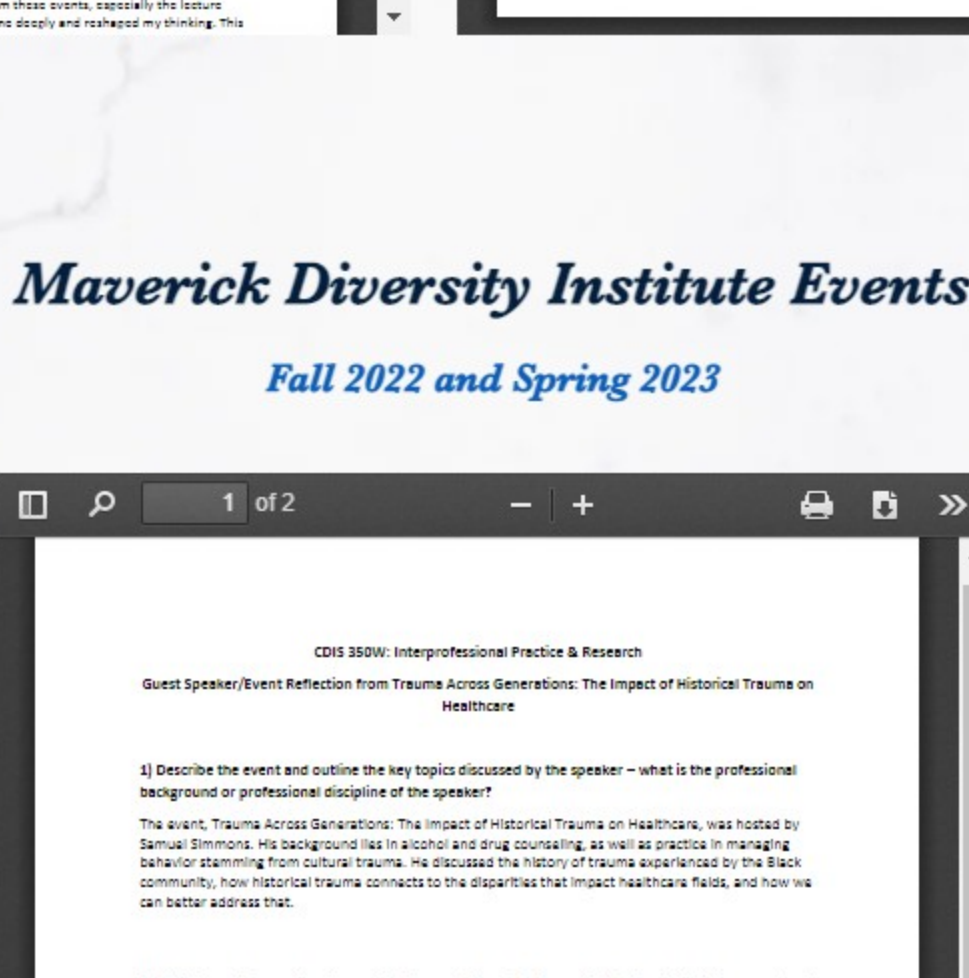 m these events, especially the lecture
ne deeply and reshaped my thinking. This
Maverick Diversity Institute Events
Fall 2022 and Spring 2023
1 of 2
CDIS 350W: Interprofessional Practice & Research
Guest Speaker/Event Reflection from Trauma Across Generations: The Impact of Historical Trauma on
Healthcare
1) Describe the event and outline the key topics discussed by the speaker – what is the professional
background or professional discipline of the speaker?
The event, Trauma Across Generations: The Impact of Historical Trauma on Healthcare, was hosted by
Samuel Simmons. His background lies in alcohol and drug counseling, as well as practice in managing
behavior stemming from cultural trauma. He discussed the history of trauma experienced by the Black
community, how historical trauma connects to the disparities that impact healthcare fields, and how we
can better address that.